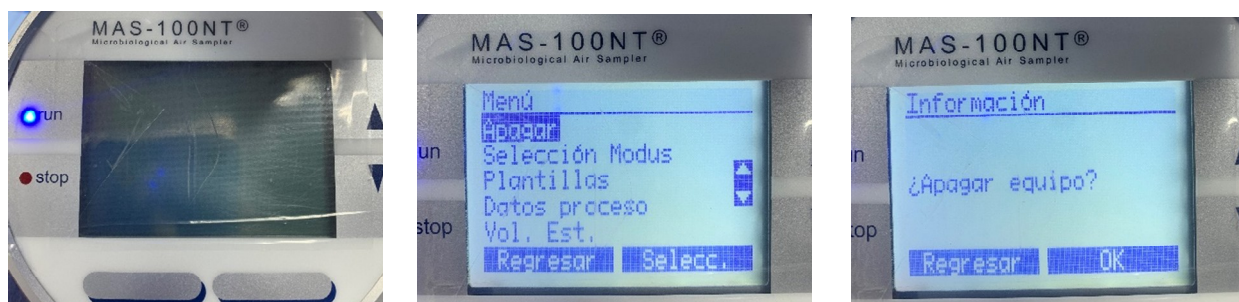 MAS-100NT®
Microbiological Air Sampler
run
stop
MAS-100NT®
Microbiological Air Sampler
Menú
Apagar
un
Selección Modus
Plantillas
Datos proceso
stop
Vol. Est.
Regresar Selecc.
MAS-100NT®
Microbiological Air Sampler
Información
n
¿Apagar equipo?
top
Regresar OK